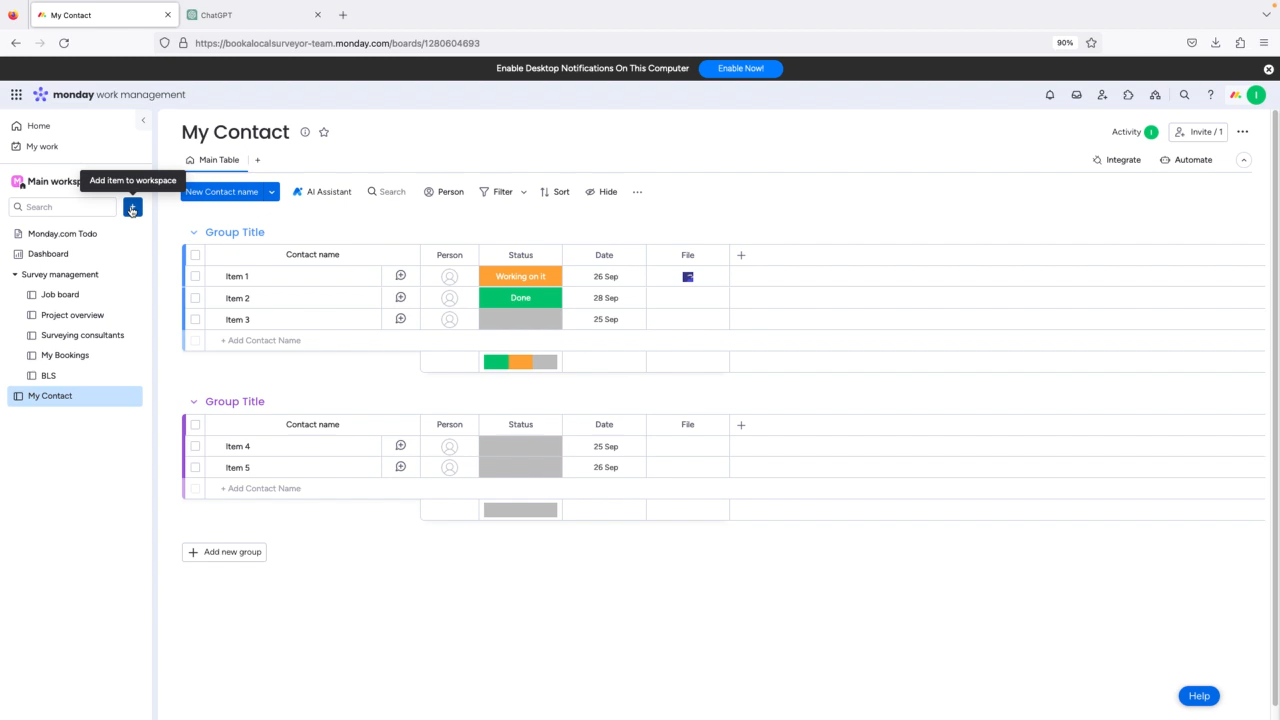 My Contact
ChatGPT
https://bookalocalsurveyor-team.monday.com/boards/1280604693
90%
Enable Desktop Notifications On This Computer
Enable Now!
monday work management
I
Home
My work
M
Mainworksp
Add item to workspace
Search
Monday.com Todo
Dashboard
Survey management
Job board
Project overview
Surveying consultants
My Bookings
BLS
My Contact
My Contact
Activity
I
Invite / 1
Main Table
Integrate
Automate
New Contact name
AI Assistant
Search
Person
Filter
Sort
Hide
Group Title
Contact name
Person
Status
Date
File
Item 1
Working on it
26 Sep
Item 2
Done
28 Sep
Item 3
25 Sep
+ Add Contact Name
Group Title
Contact name
Person
Status
Date
File
Item 4
25 Sep
Item 5
26 Sep
+ Add Contact Name
Add new group
Help